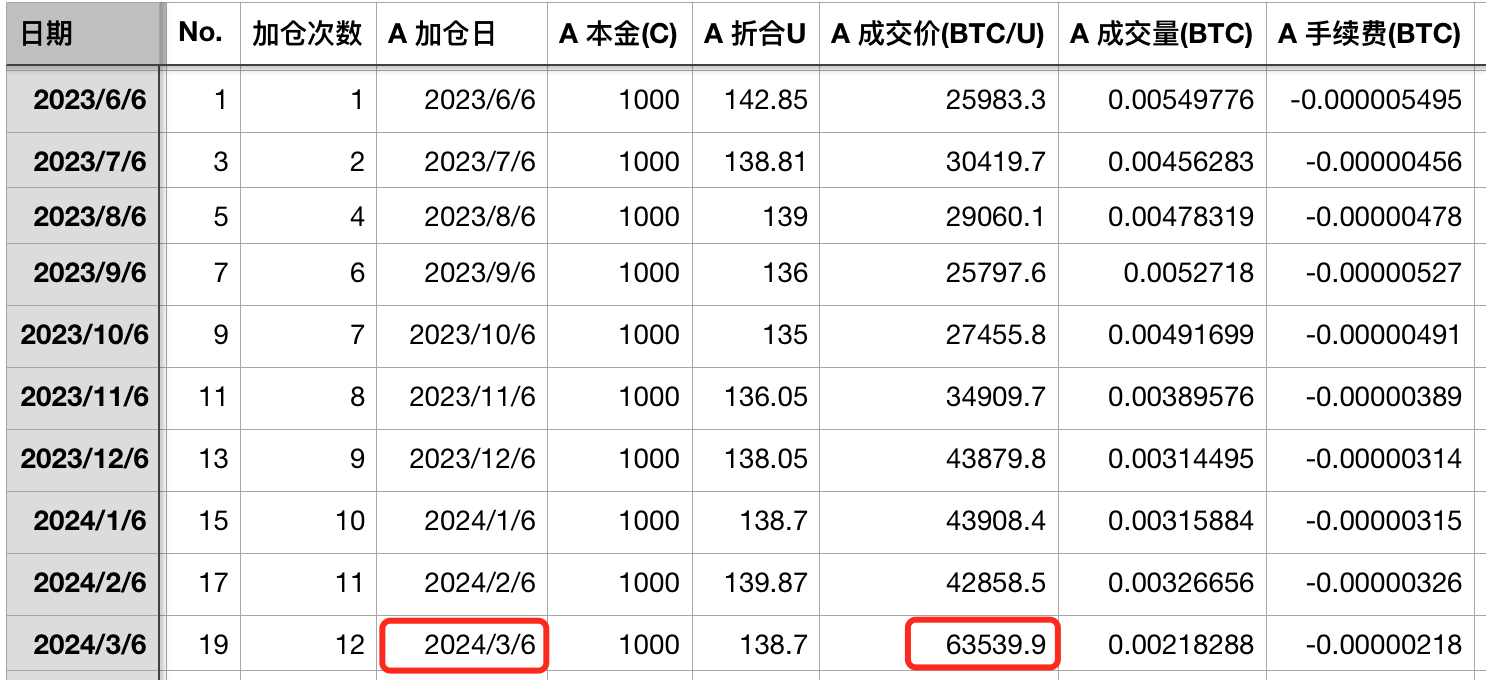 日期 No. 加仓次数 A 加仓日 A 本金(C) A 折合U A 成交价(BTC/U) A 成交量(BTC) A 手续费(BTC)
2023/6/6 1 1 2023/6/6 1000 142.85 25983.3 0.00549776 -0.000005495
2023/7/6 3 2 2023/7/6 1000 138.81 30419.7 0.00456283 -0.00000456
2023/8/6 5 4 2023/8/6 1000 139 29060.1 0.00478319 -0.00000478
2023/9/6 7 6 2023/9/6 1000 136 25797.6 0.0052718 -0.00000527
2023/10/6 9 7 2023/10/6 1000 135 27455.8 0.00491699 -0.00000491
2023/11/6 11 8 2023/11/6 1000 136.05 34909.7 0.00389576 -0.00000389
2023/12/6 13 9 2023/12/6 1000 138.05 43879.8 0.00314495 -0.00000314
2024/1/6 15 10 2024/1/6 1000 138.7 43908.4 0.00315884 -0.00000315
2024/2/6 17 11 2024/2/6 1000 139.87 42858.5 0.00326656 -0.00000326
2024/3/6 19 12 2024/3/6 1000 138.7 63539.9 0.00218288 -0.00000218